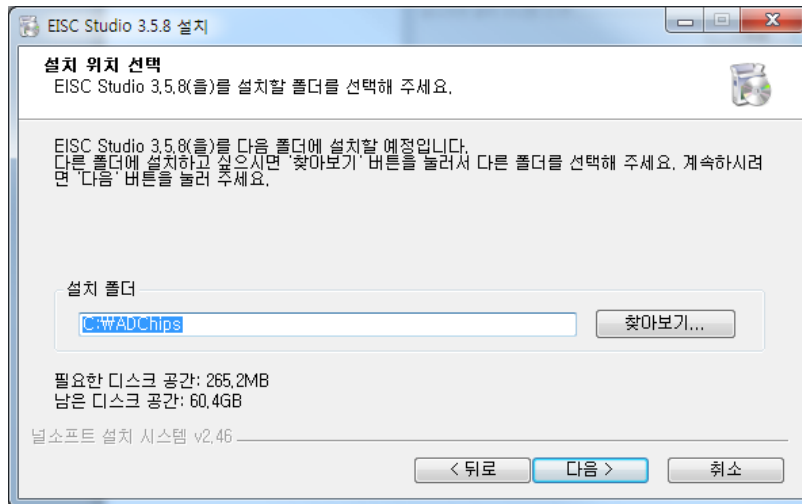 EISC Studio 3.5.8 설치
설치 위치 선택
EISC Studio 3,5,8(을)를 설치할 폴더를 선택해 주세요.
EISC Studio 3,5,8(을)를 다음 폴더에 설치할 예정입니다.
다른 폴더에 설치하고 싶으시면 '찾아보기' 버튼을 눌러서 다른 폴더를 선택해 주세요. 계속하시려
면 '다음' 버튼을 눌러 주세요.
설치 폴더
C:₩ADChips
찾아보기...
필요한 디스크 공간: 265.2MB
남은 디스크 공간: 60.4GB
널소프트 설치 시스템 v2.46
< 뒤로
다음 >
취소